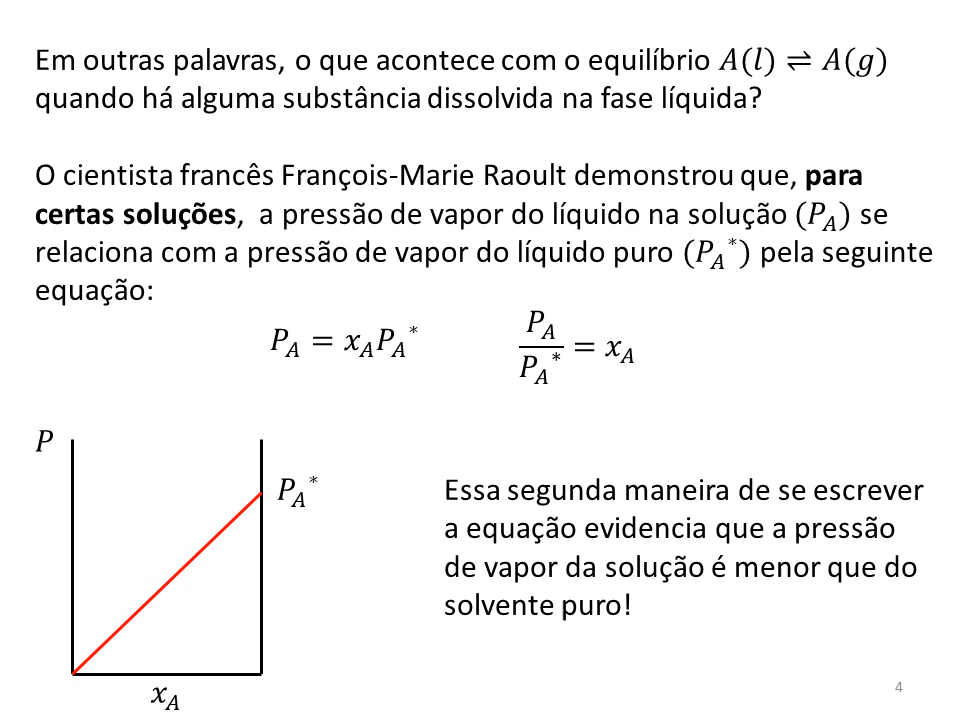 Em outras palavras, o que acontece com o equilíbrio A(l) ⇌ A(g)
quando há alguma substância dissolvida na fase líquida?
O cientista francês François-Marie Raoult demonstrou que, para
certas soluções, a pressão de vapor do líquido na solução (P_A) se
relaciona com a pressão de vapor do líquido puro (P_A*) pela seguinte
equação:
P_A = x_A P_A*
P_A / P_A* = x_A
P
P_A*
x_A
Essa segunda maneira de se escrever
a equação evidencia que a pressão
de vapor da solução é menor que do
solvente puro!
4